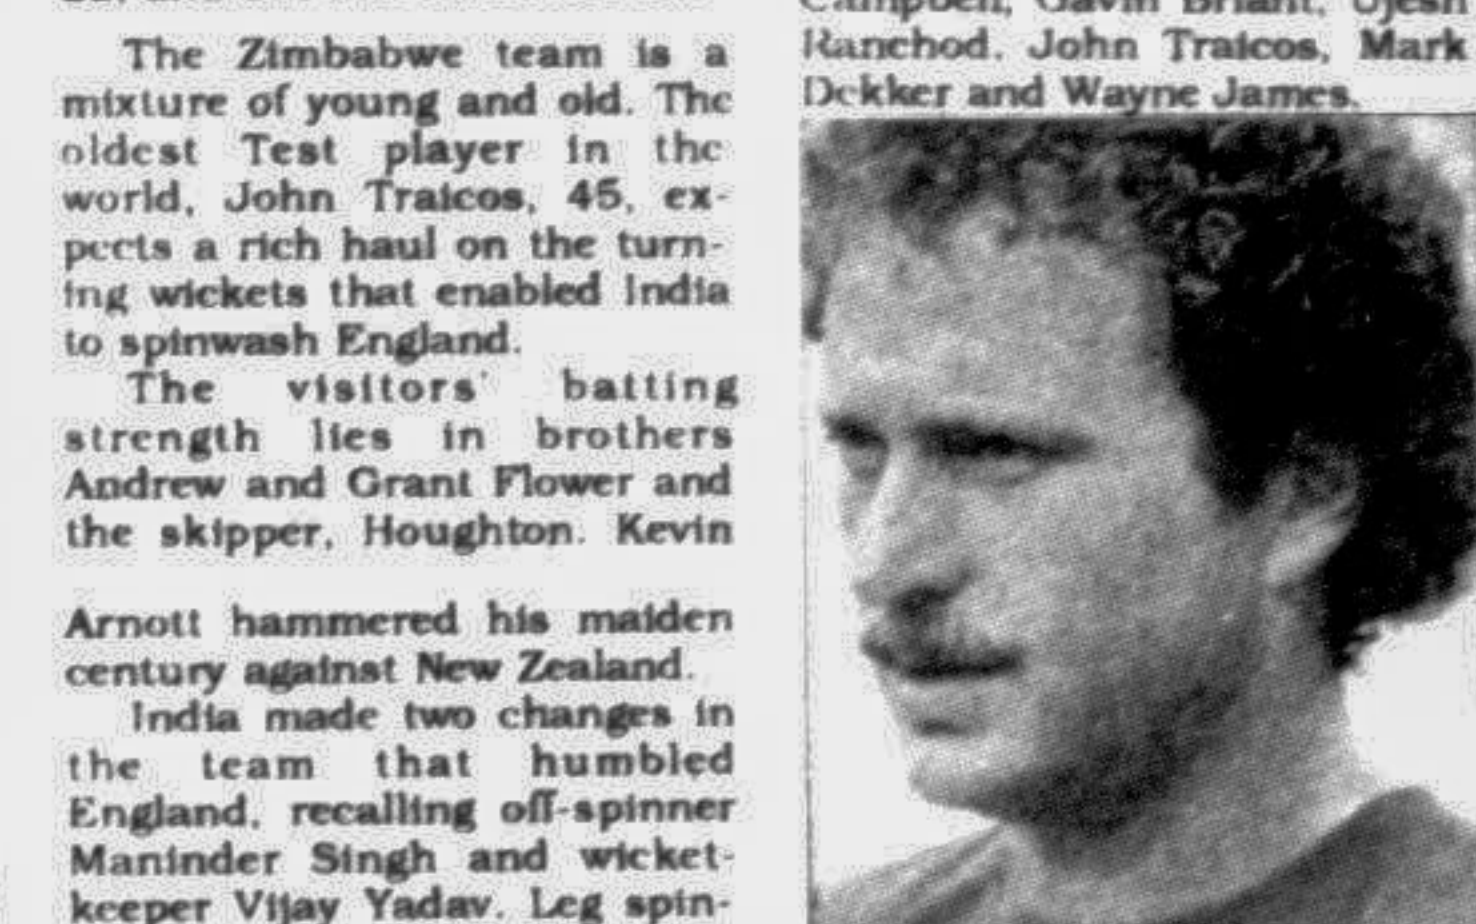 The Zimbabwe team is a
mixture of young and old. The
oldest Test player in the
world, John Traicos, 45, ex-
pects a rich haul on the turn-
ing wickets that enabled India
to spinwash England.
The visitors' batting
strength lies in brothers
Andrew and Grant Flower and
the skipper, Houghton. Kevin
Arnott hammered his maiden
century against New Zealand.
India made two changes in
the team that humbled
England, recalling off-spinner
Maninder Singh and wicket-
keeper Vijay Yadav. Leg spin-
Campbell, Gavin Briant, Ujesh
Ranchod, John Traicos, Mark
Dekker and Wayne James.